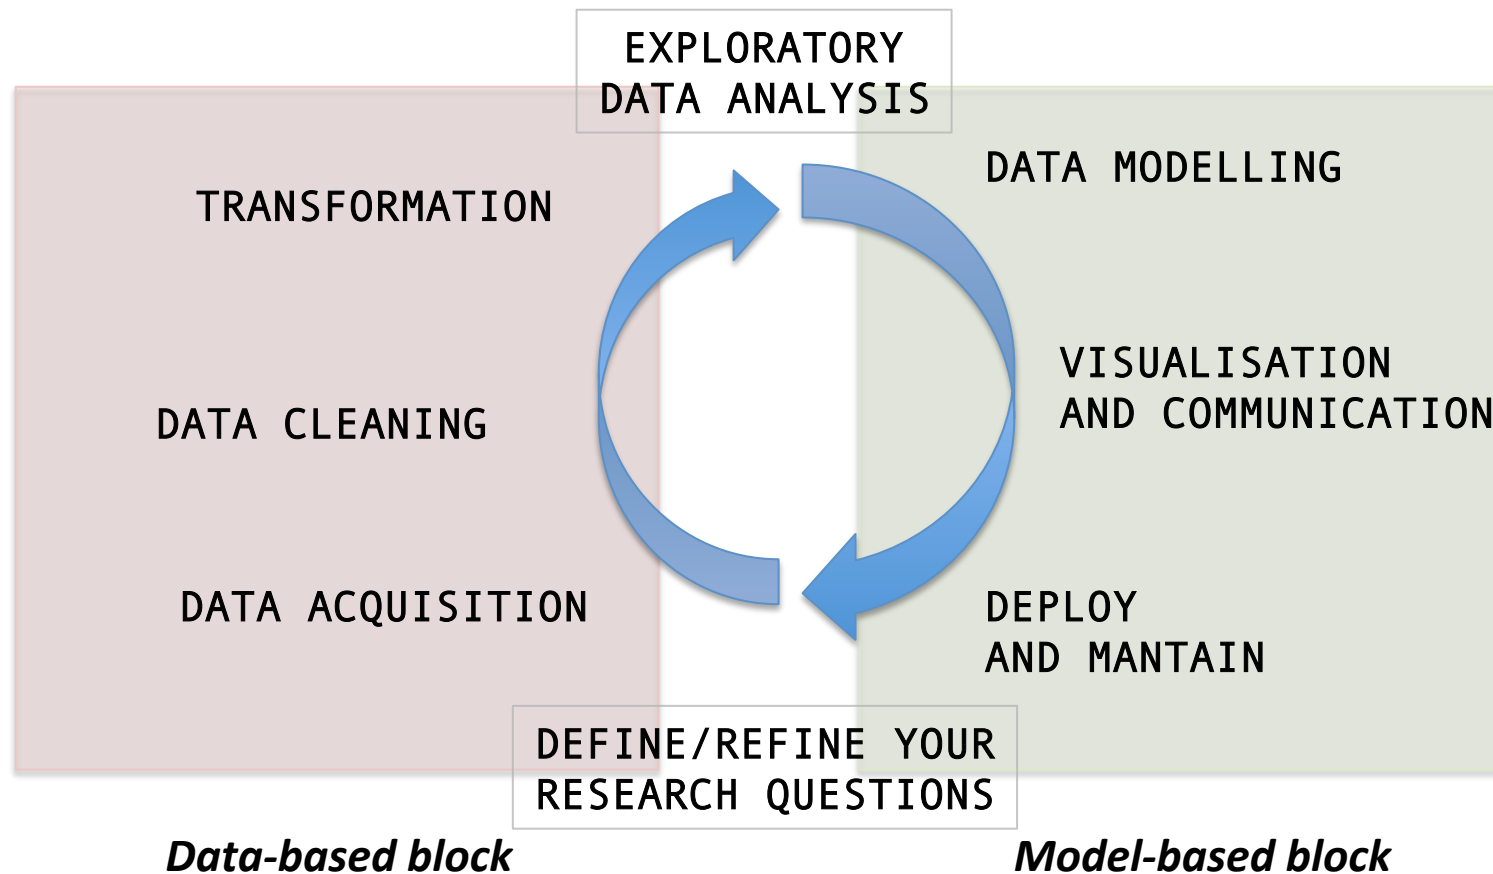 EXPLORATORY
DATA ANALYSIS
TRANSFORMATION
DATA CLEANING
DATA ACQUISITION
DATA MODELLING
VISUALISATION
AND COMMUNICATION
DEPLOY
AND MANTAIN
DEFINE/REFINE YOUR
RESEARCH QUESTIONS
Data-based block
Model-based block